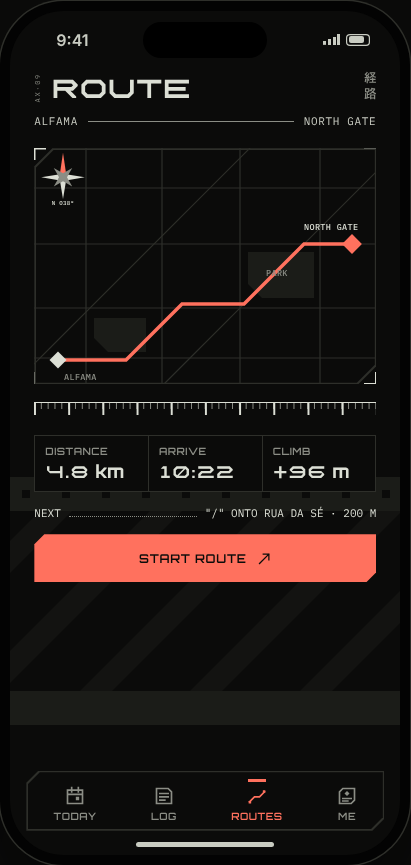 9:41
AX·09
ROUTE
経路
ALFAMA NORTH GATE
N 038°
NORTH GATE
PARK
ALFAMA
DISTANCE ARRIVE CLIMB
4.8 km 10:22 +96 m
NEXT "/" ONTO RUA DA SÉ · 200 M
START ROUTE
TODAY LOG ROUTES ME